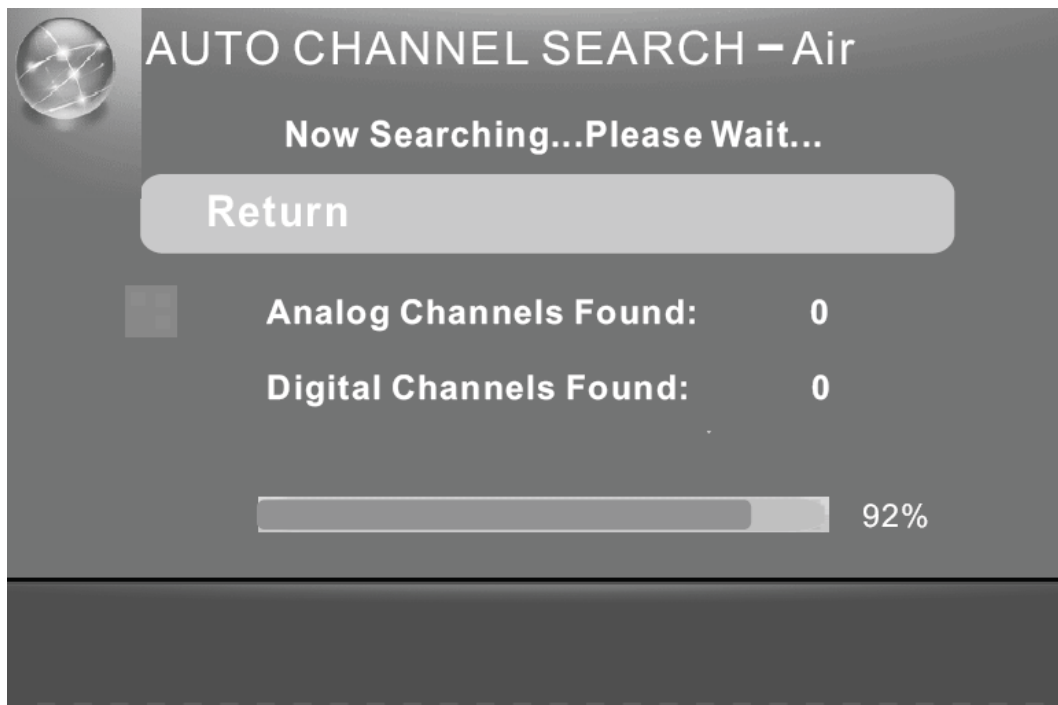 AUTO CHANNEL SEARCH – Air
Now Searching...Please Wait...
Return
Analog Channels Found: 0
Digital Channels Found: 0
92%